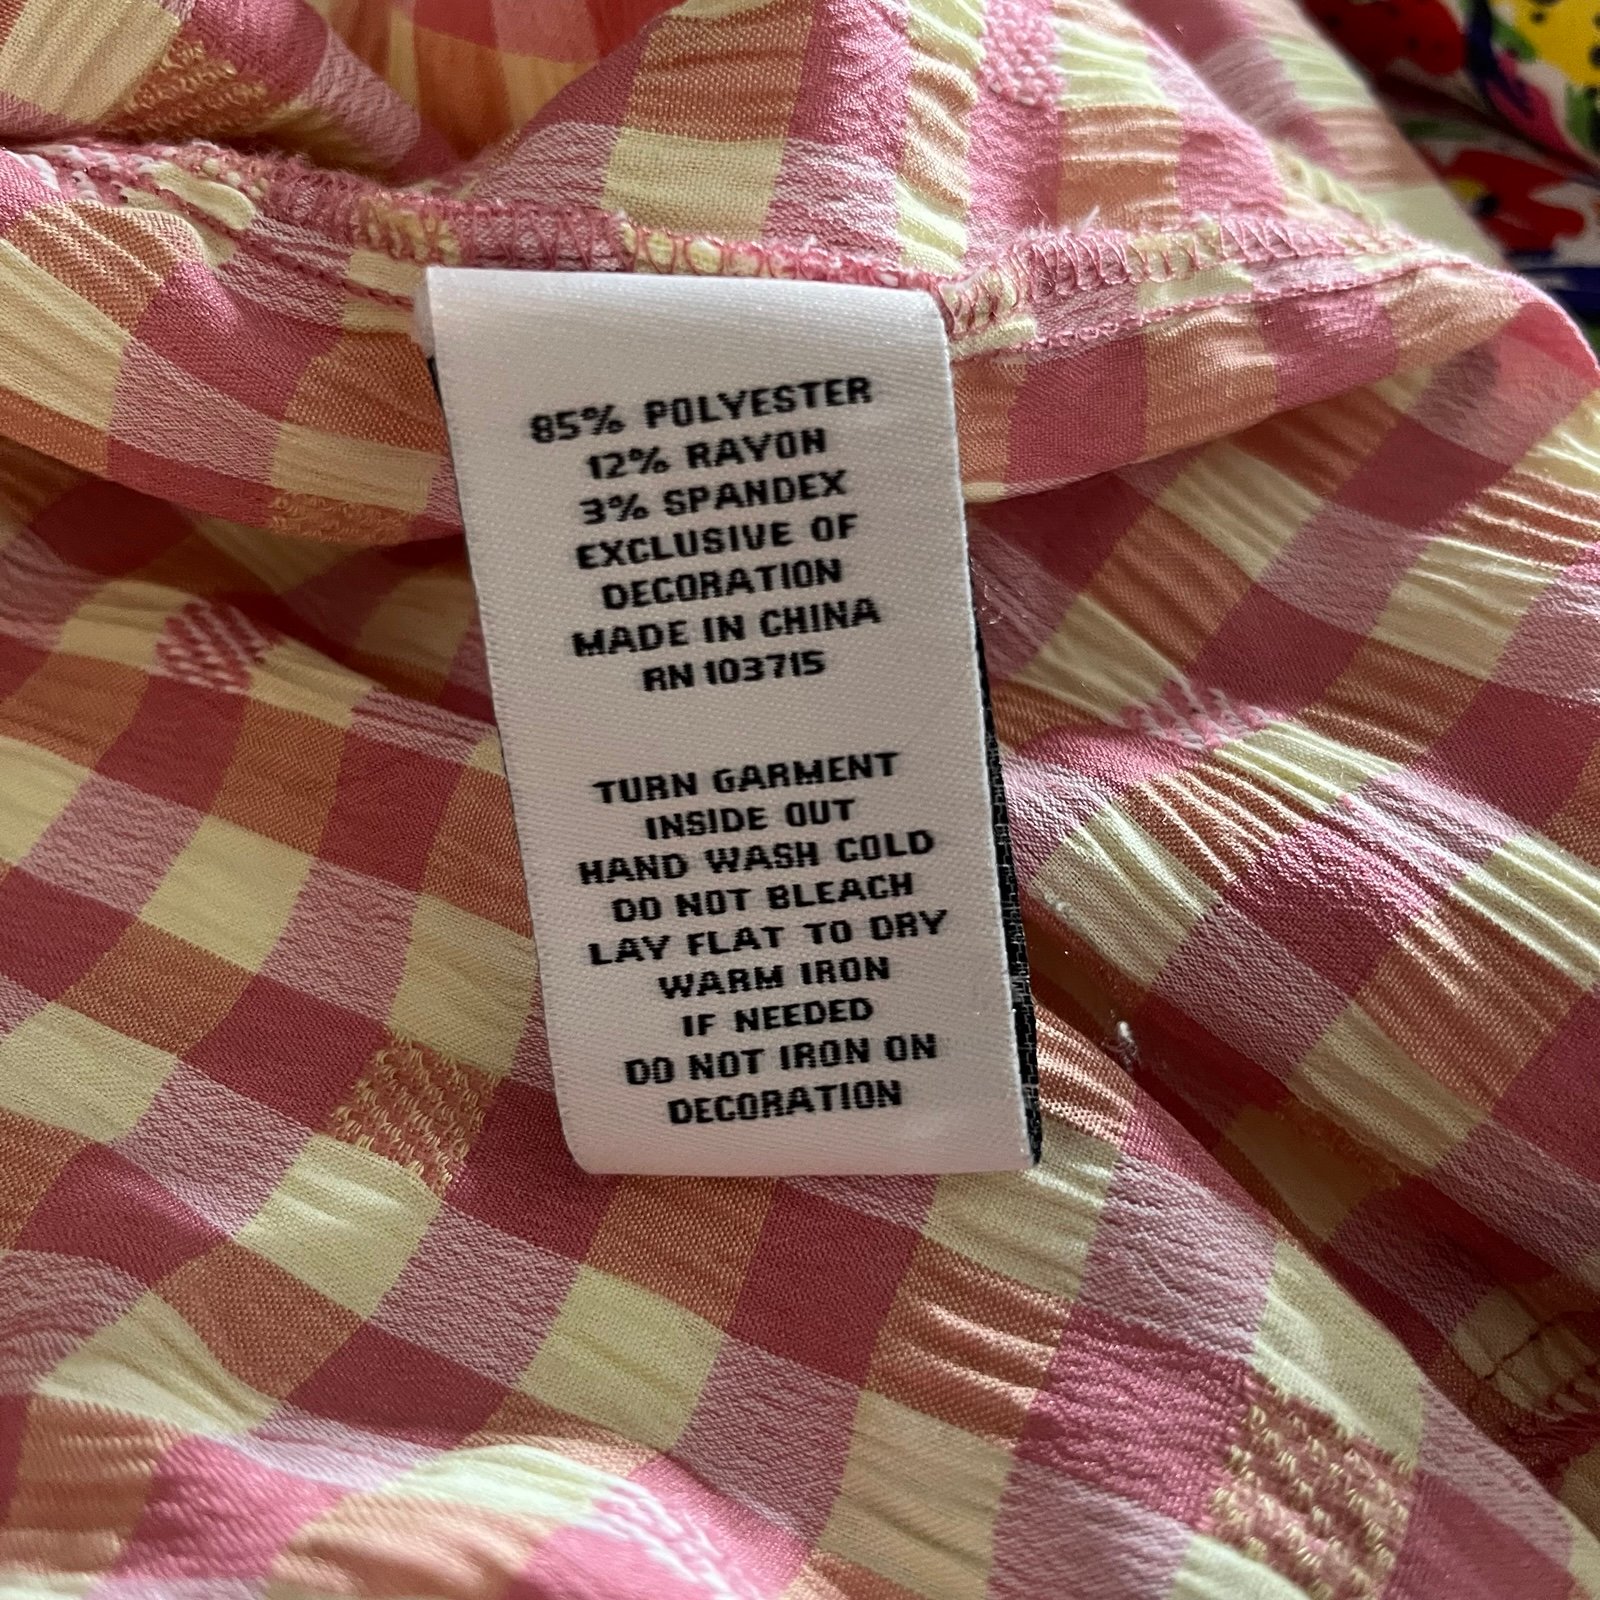 85% POLYESTER
12% RAYON
3% SPANDEX
EXCLUSIVE OF
DECORATION
MADE IN CHINA
RN 103715
TURN GARMENT
INSIDE OUT
HAND WASH COLD
DO NOT BLEACH
LAY FLAT TO DRY
WARM IRON
IF NEEDED
DO NOT IRON ON
DECORATION